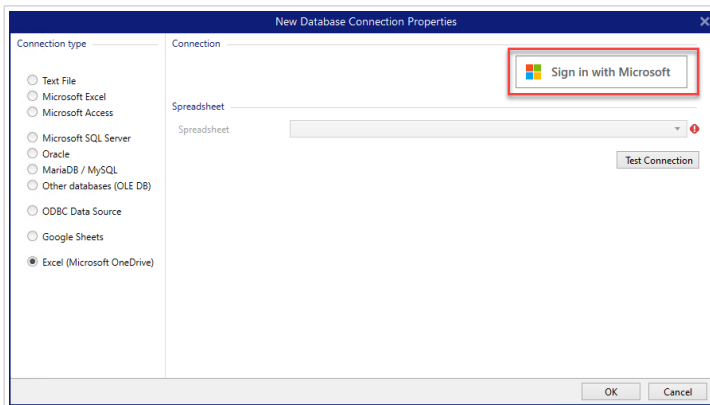 New Database Connection Properties
Connection type
Text File
Microsoft Excel
Microsoft Access
Microsoft SQL Server
Oracle
MariaDB / MySQL
Other databases (OLE DB)
ODBC Data Source
Google Sheets
Excel (Microsoft OneDrive)
Connection
Sign in with Microsoft
Spreadsheet
Spreadsheet
Test Connection
OK
Cancel